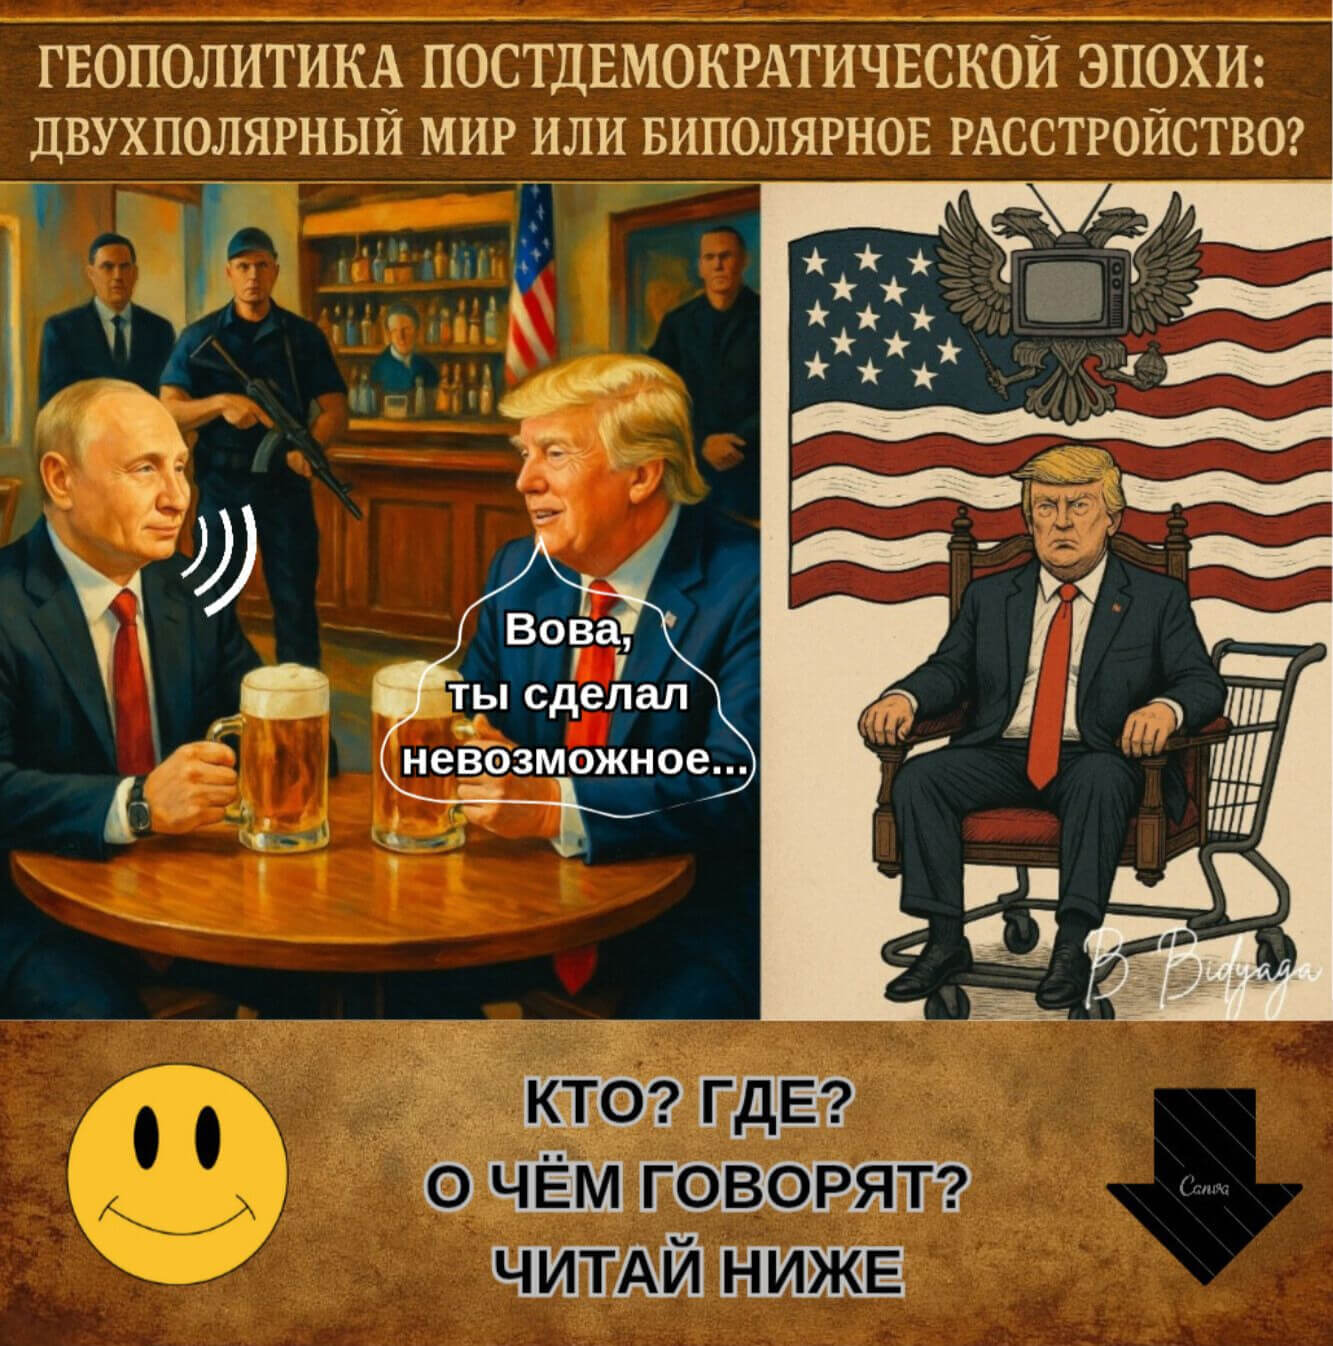 ГЕОПОЛИТИКА ПОСТДЕМОКРАТИЧЕСКОЙ ЭПОХИ:
ДВУХПОЛЯРНЫЙ МИР ИЛИ БИПОЛЯРНОЕ РАССТРОЙСТВО?
Вова,
ты сделал
невозможное...
B. Bidyaga
КТО? ГДЕ?
О ЧЁМ ГОВОРЯТ?
ЧИТАЙ НИЖЕ
Canva